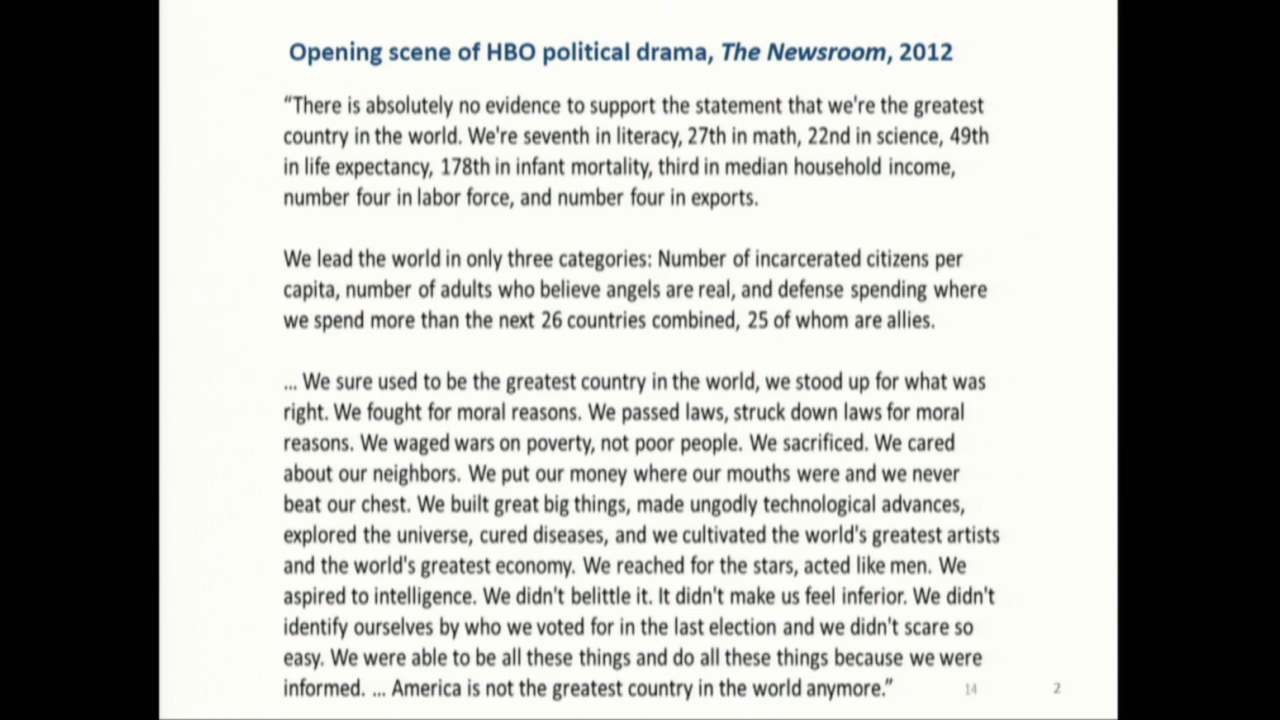 Opening scene of HBO political drama, The Newsroom, 2012
“There is absolutely no evidence to support the statement that we're the greatest
country in the world. We're seventh in literacy, 27th in math, 22nd in science, 49th
in life expectancy, 178th in infant mortality, third in median household income,
number four in labor force, and number four in exports.
We lead the world in only three categories: Number of incarcerated citizens per
capita, number of adults who believe angels are real, and defense spending where
we spend more than the next 26 countries combined, 25 of whom are allies.
... We sure used to be the greatest country in the world, we stood up for what was
right. We fought for moral reasons. We passed laws, struck down laws for moral
reasons. We waged wars on poverty, not poor people. We sacrificed. We cared
about our neighbors. We put our money where our mouths were and we never
beat our chest. We built great big things, made ungodly technological advances,
explored the universe, cured diseases, and we cultivated the world's greatest artists
and the world's greatest economy. We reached for the stars, acted like men. We
aspired to intelligence. We didn't belittle it. It didn't make us feel inferior. We didn't
identify ourselves by who we voted for in the last election and we didn't scare so
easy. We were able to be all these things and do all these things because we were
informed. ... America is not the greatest country in the world anymore.”
14 2